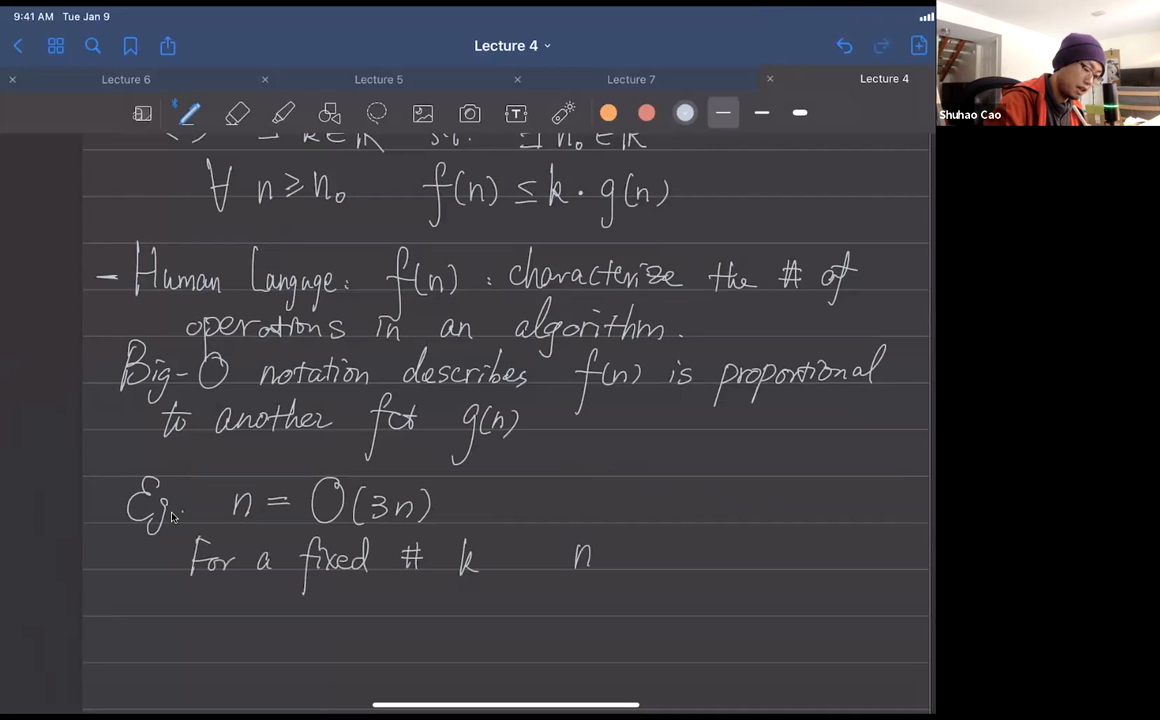 9:41 AM Tue Jan 9
Lecture 4
Lecture 6
Lecture 5
Lecture 7
Lecture 4
Shuhao Cao
∃ k ∈ ℝ s.t. ∃ n₀ ∈ ℝ
∀ n ≥ n₀ f(n) ≤ k · g(n)
- Human Langage: f(n) : characterize the # of
operations in an algorithm.
Big-O notation describes f(n) is proportional
to another fct g(n)
Eg. n = O(3n)
For a fixed # k n